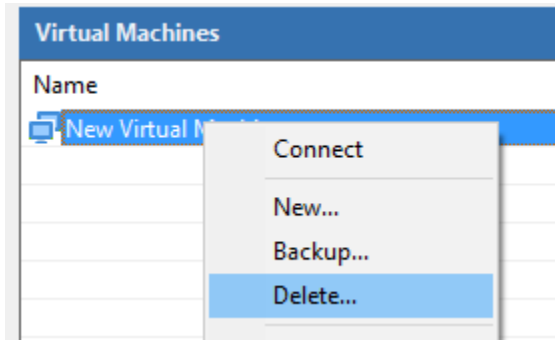 Virtual Machines
Name
New Virtual
Connect
New...
Backup...
Delete...